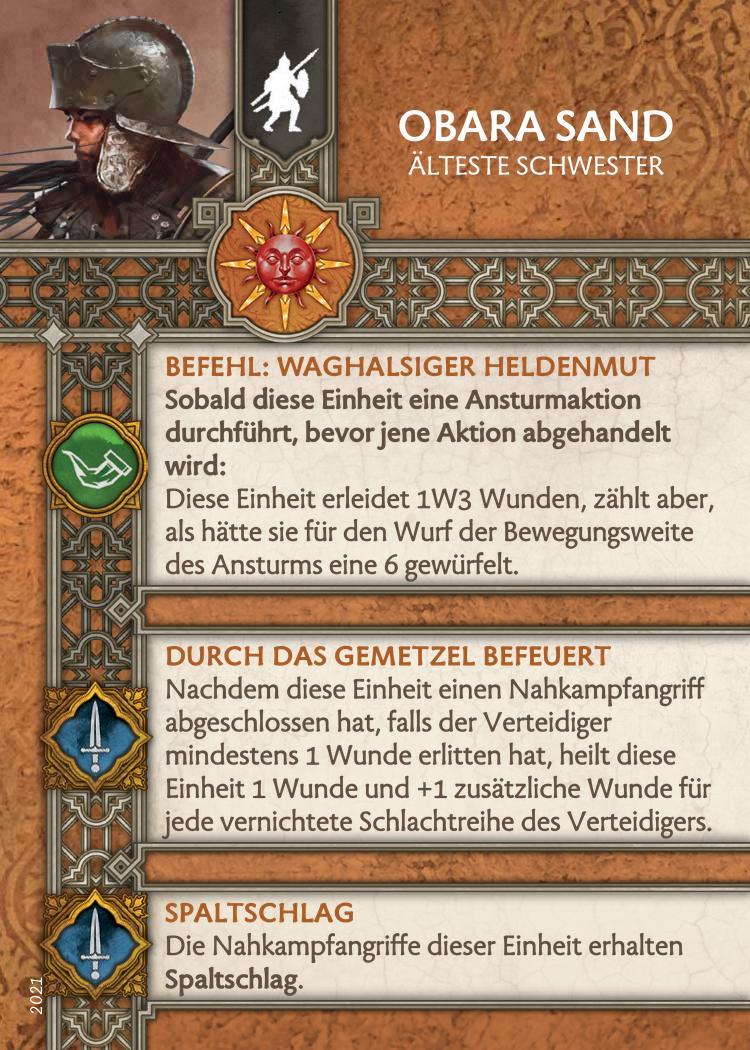 OBARA SAND
ÄLTESTE SCHWESTER
BEFEHL: WAGHALSIGER HELDENMUT
Sobald diese Einheit eine Ansturmaktion
durchführt, bevor jene Aktion abgehandelt
wird:
Diese Einheit erleidet 1W3 Wunden, zählt aber,
als hätte sie für den Wurf der Bewegungsweite
des Ansturms eine 6 gewürfelt.
DURCH DAS GEMETZEL BEFEUERT
Nachdem diese Einheit einen Nahkampfangriff
abgeschlossen hat, falls der Verteidiger
mindestens 1 Wunde erlitten hat, heilt diese
Einheit 1 Wunde und +1 zusätzliche Wunde für
jede vernichtete Schlachtreihe des Verteidigers.
SPALTSCHLAG
Die Nahkampfangriffe dieser Einheit erhalten
Spaltschlag.
2021